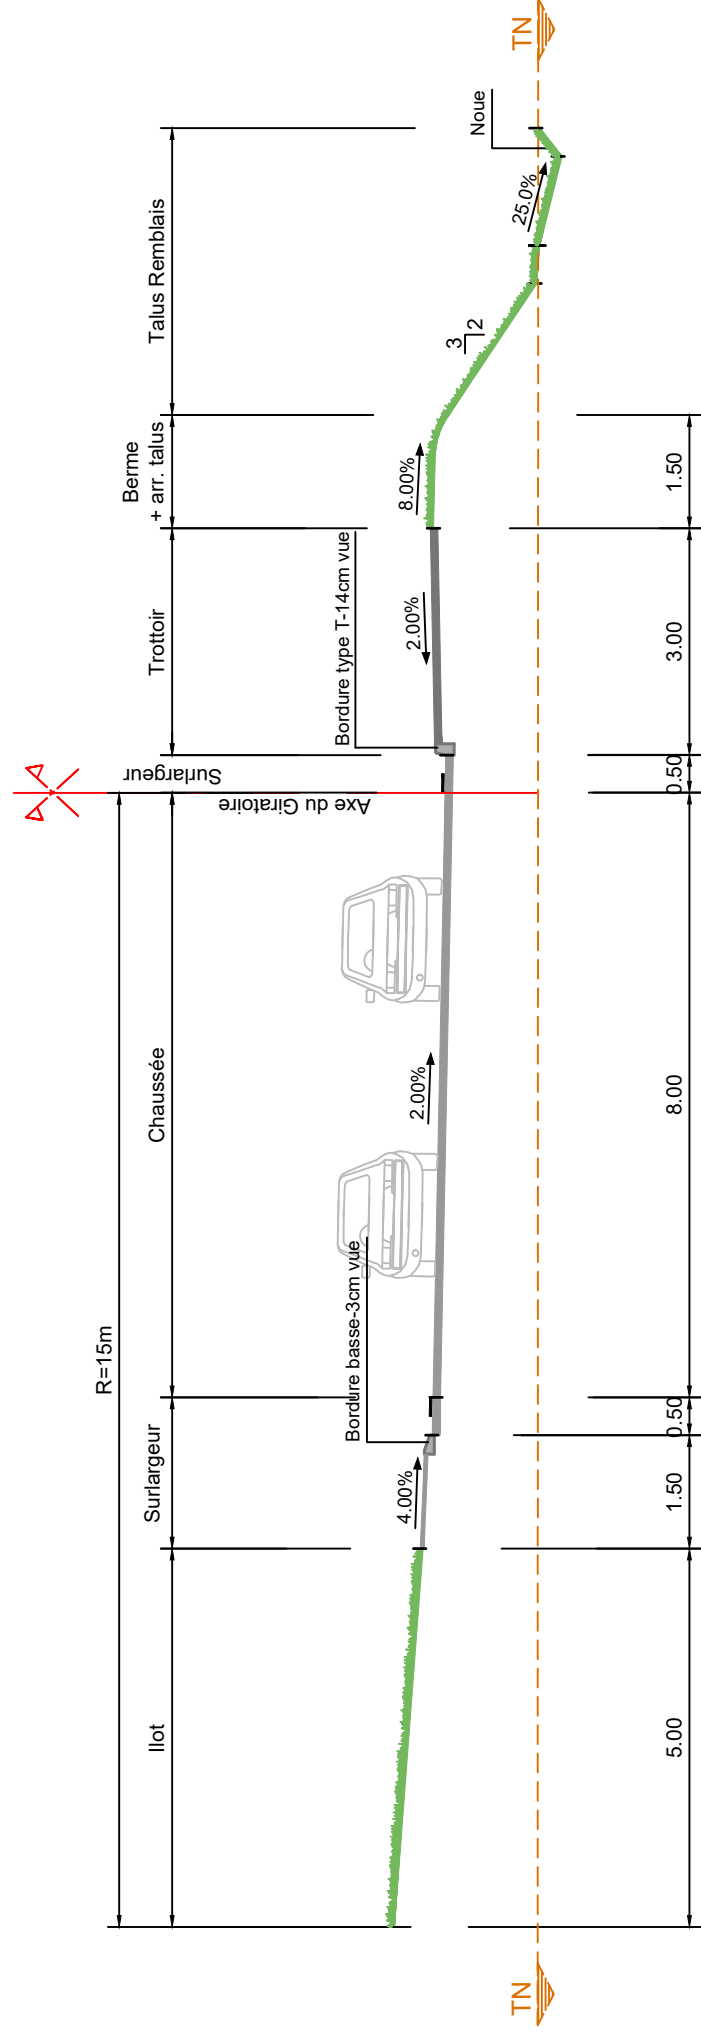 R=15m
Ilot
Surlargeur
Chaussée
Trottoir
Berme
+ arr. talus
Talus Remblais
Surlargeur
Axe du Giratoire
Bordure basse-3cm vue
Bordure type T-14cm vue
Noue
4.00%
2.00%
2.00%
8.00%
3
2
25.0%
TN
TN
5.00
1.50
0.50
8.00
0.50
3.00
1.50